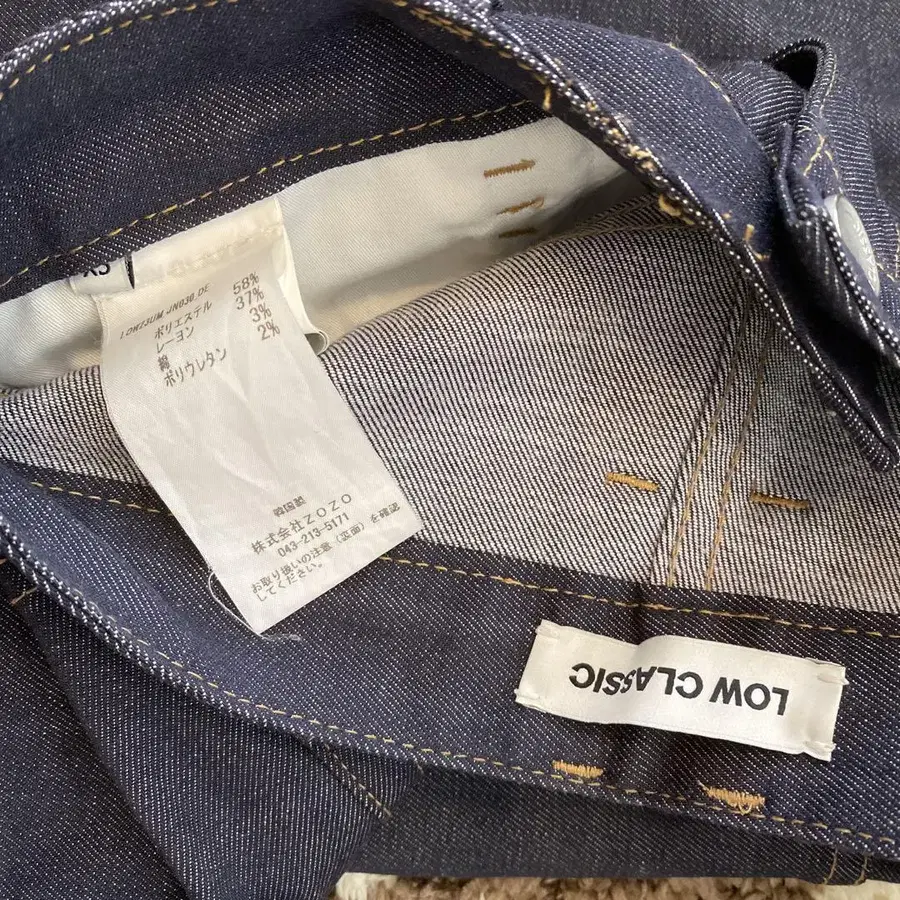 XS
LOW23UM JN030 DE
ポリエステル 58%
レーヨン 37%
綿 3%
ポリウレタン 2%
韓国製
株式会社ZOZO
043-213-5171
お取り扱いの注意(裏面)を確認
してください。
LOW CLASSIC